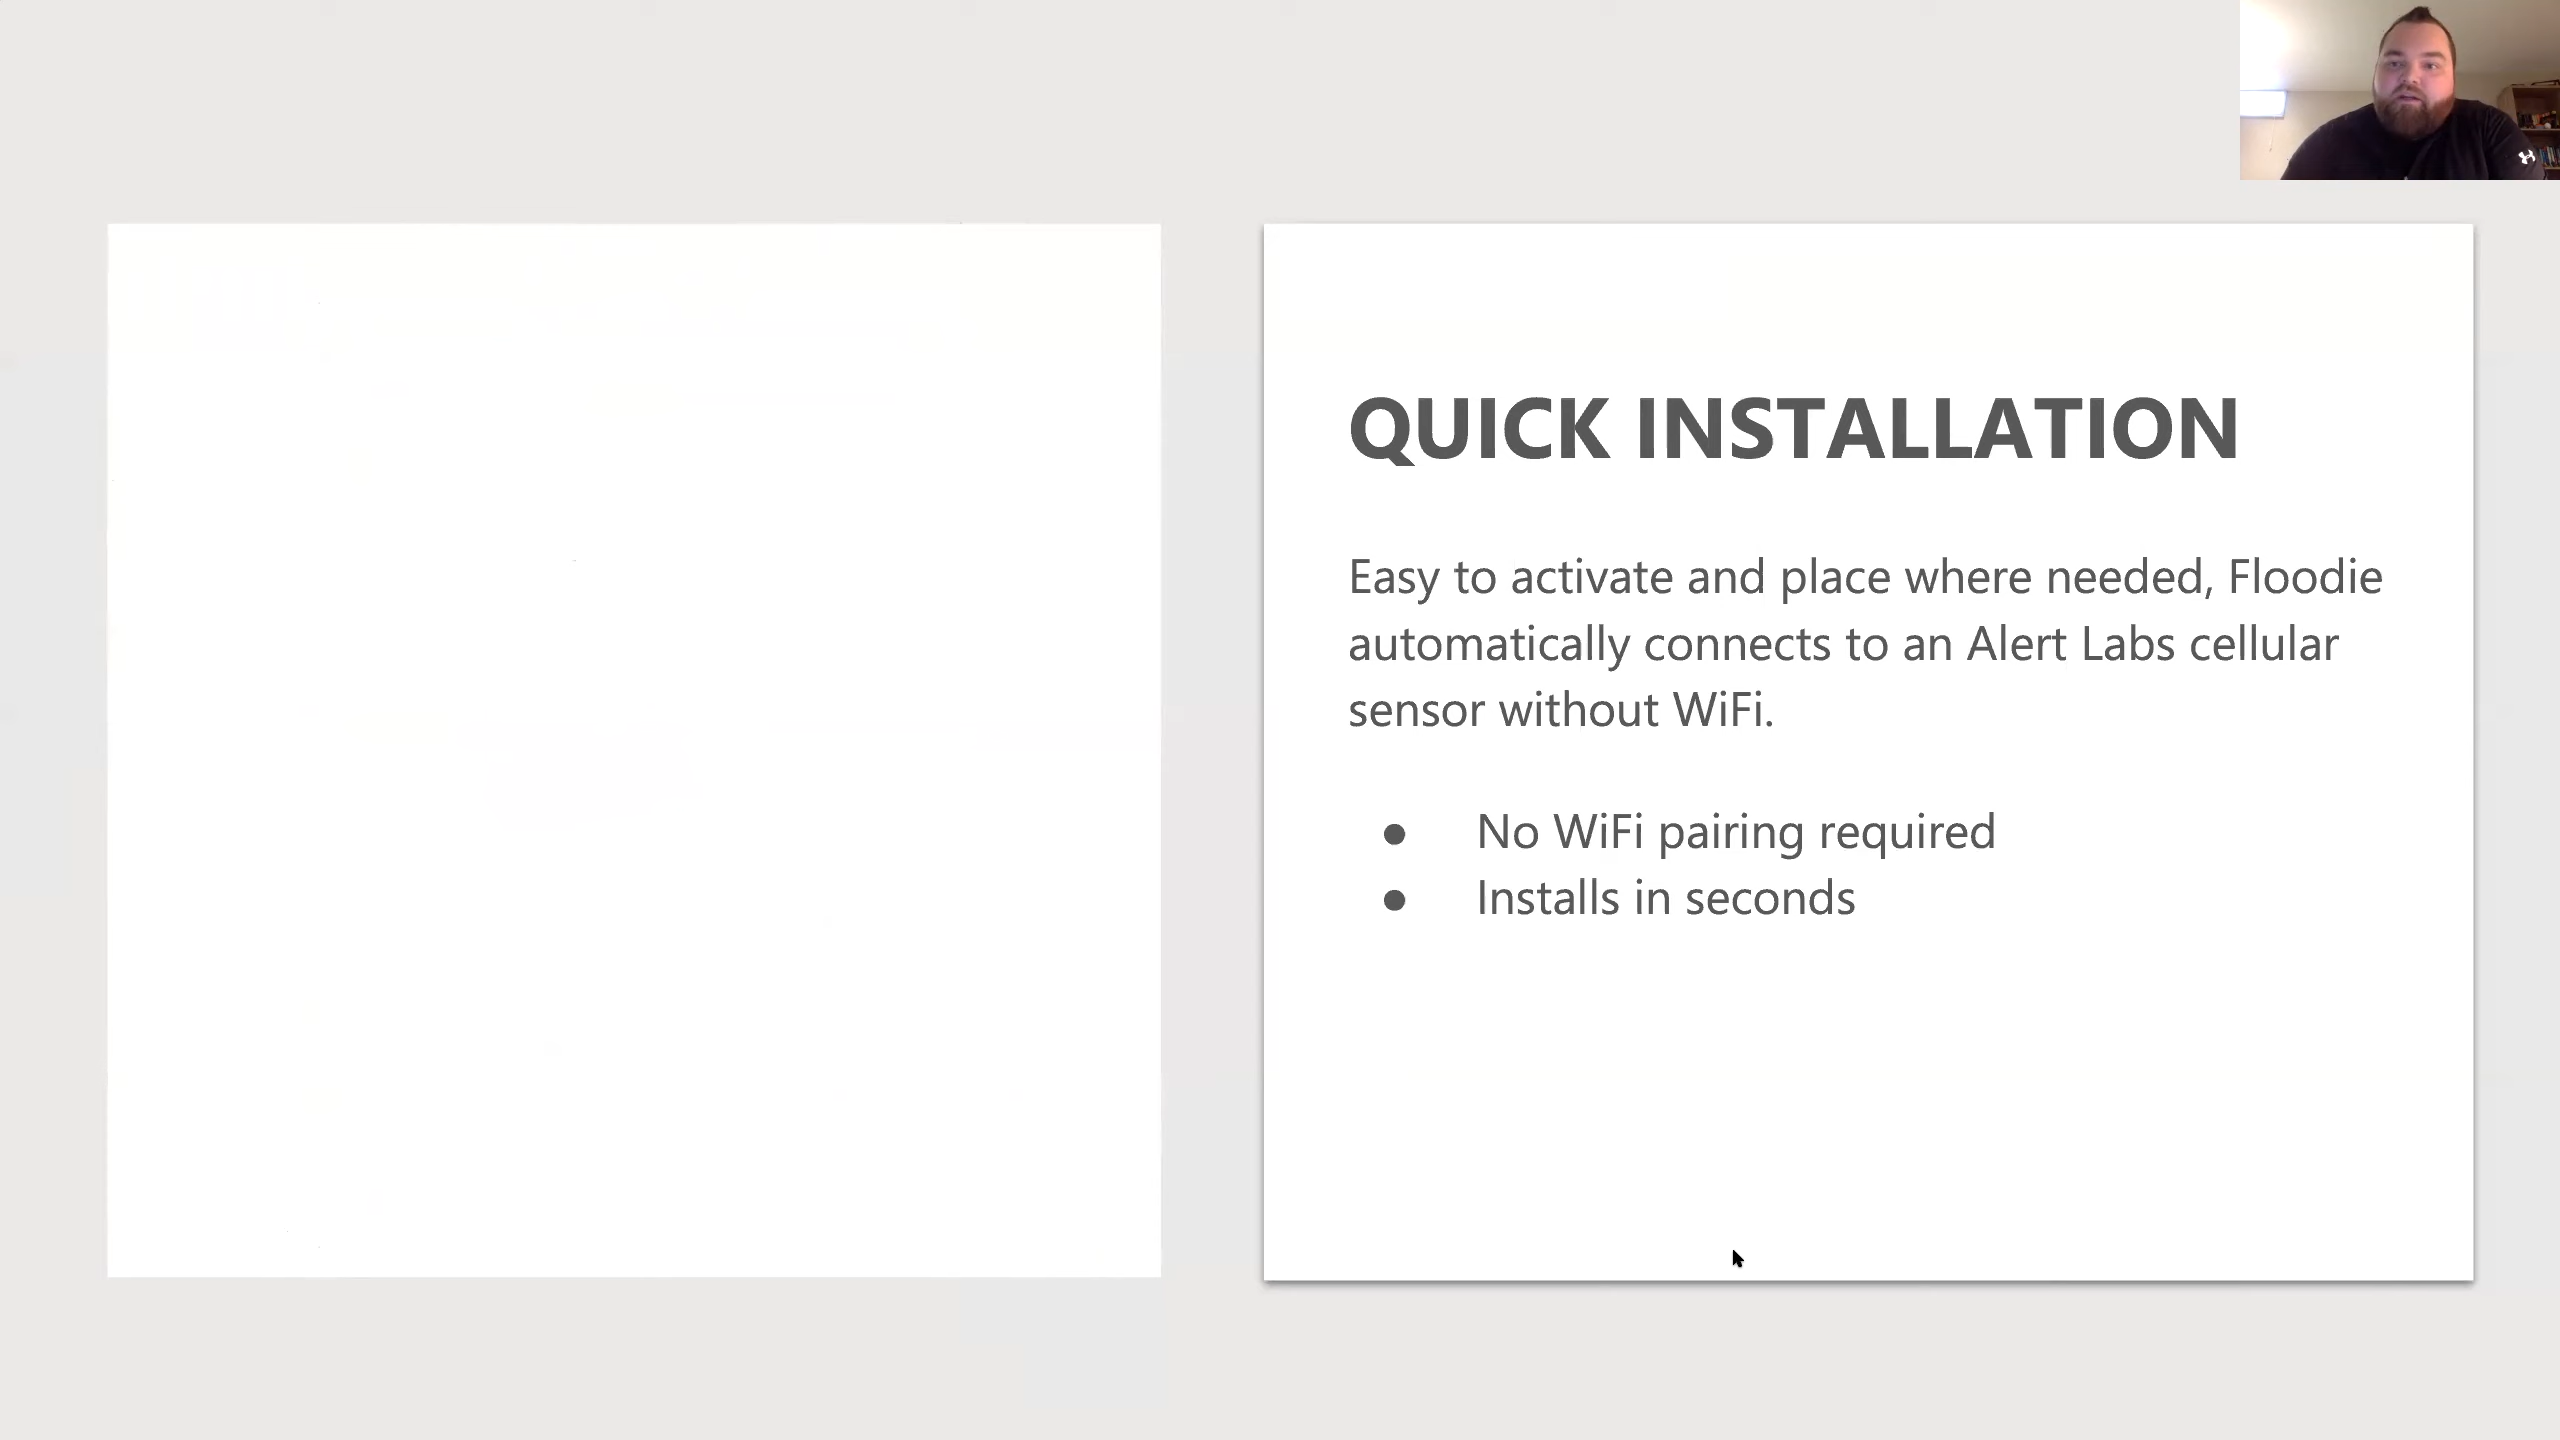 QUICK INSTALLATION
Easy to activate and place where needed, Floodie
automatically connects to an Alert Labs cellular
sensor without WiFi.
● No WiFi pairing required
● Installs in seconds